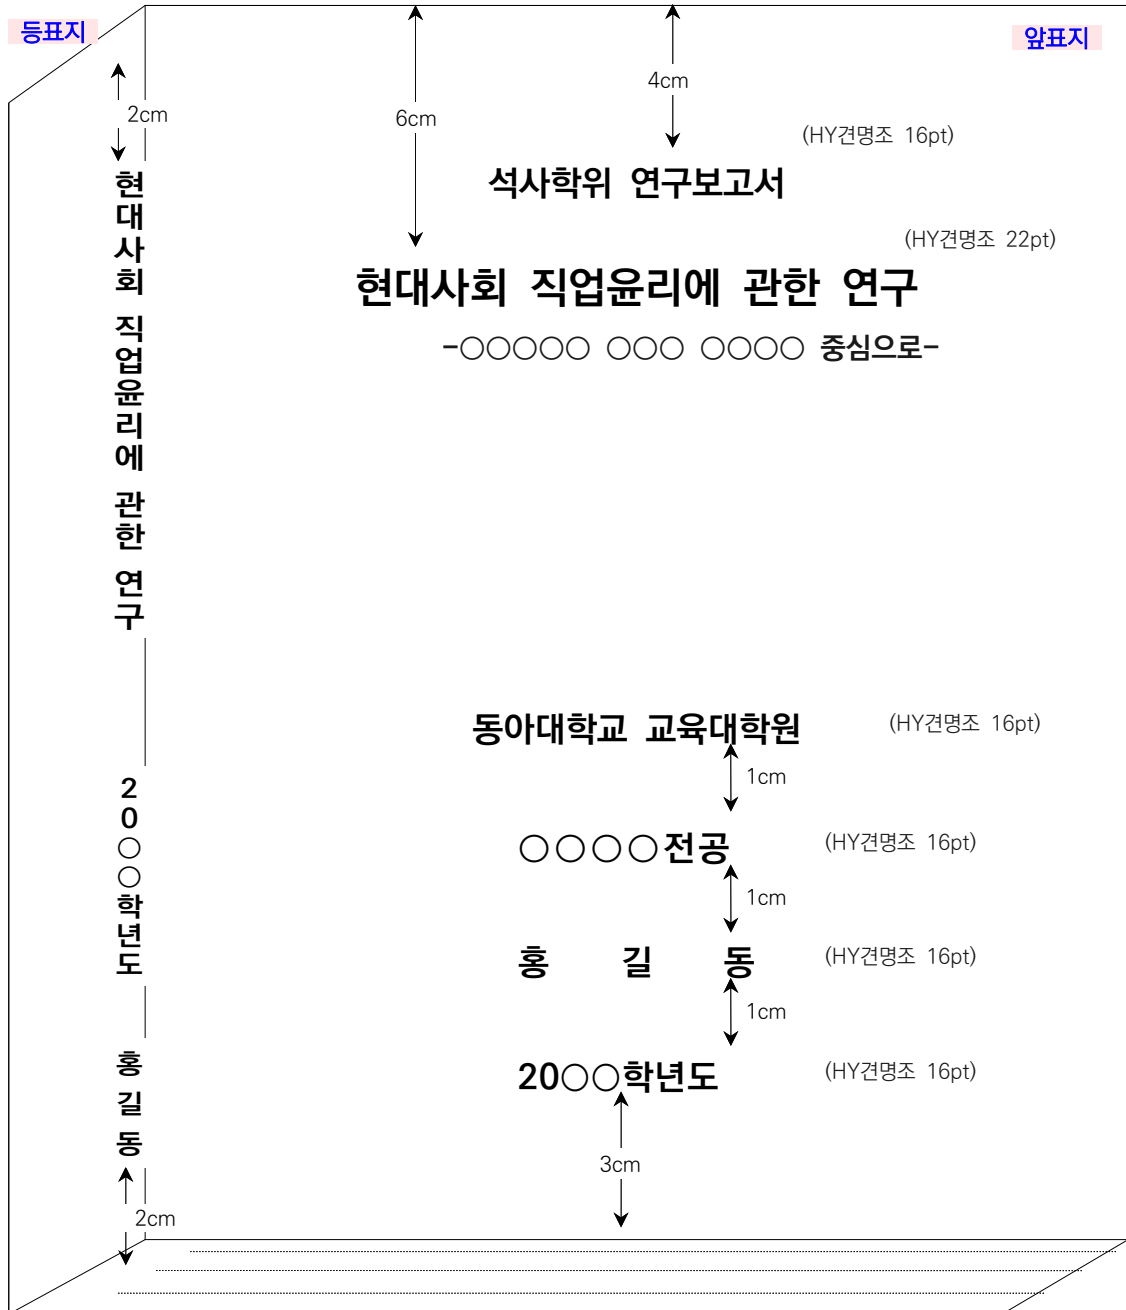 등표지
앞표지
2cm
6cm
4cm
(HY견명조 16pt)
석사학위 연구보고서
(HY견명조 22pt)
현대사회 직업윤리에 관한 연구
-○○○○○ ○○○ ○○○○ 중심으로-
현대사회 직업윤리에 관한 연구
20○○학년도
홍길동
2cm
동아대학교 교육대학원 (HY견명조 16pt)
1cm
○○○○전공 (HY견명조 16pt)
1cm
홍 길 동 (HY견명조 16pt)
1cm
20○○학년도 (HY견명조 16pt)
3cm